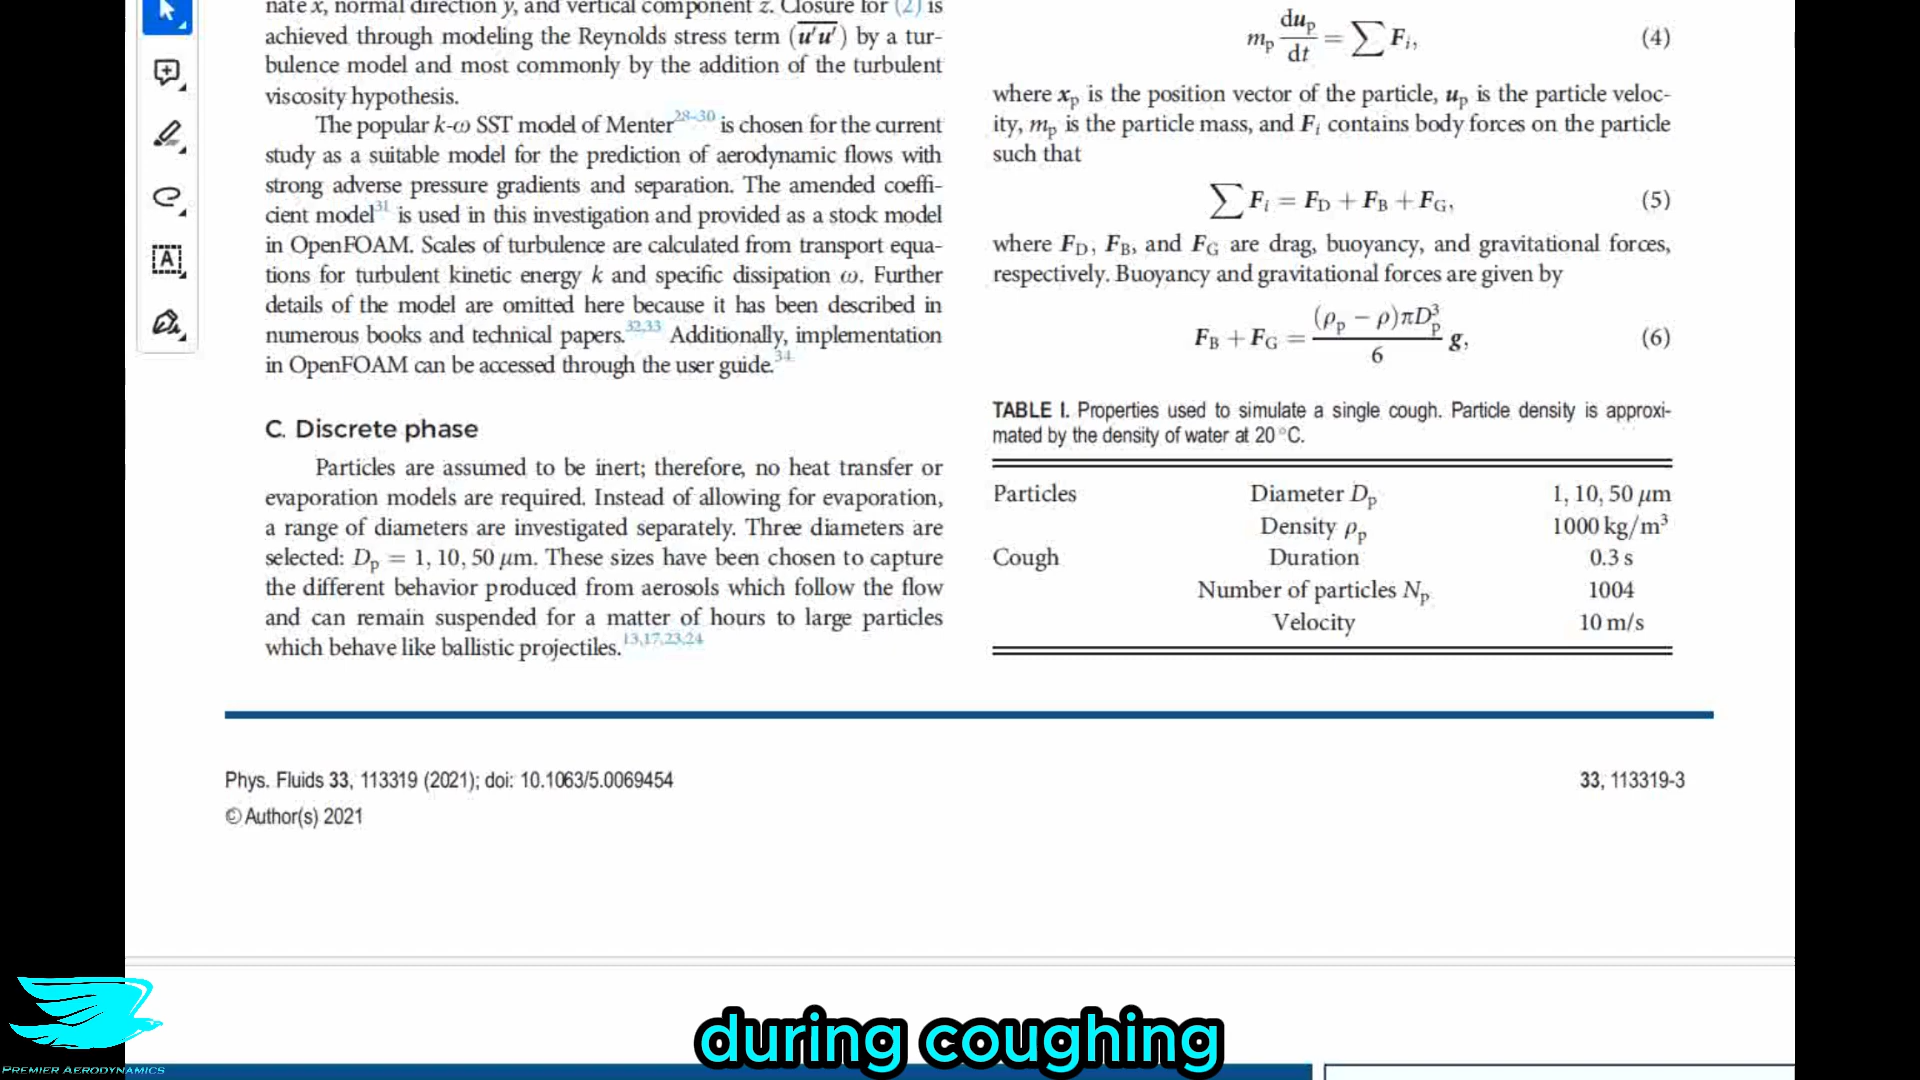 nate x, normal direction y, and vertical component z. Closure for (2) is
achieved through modeling the Reynolds stress term (u′u′) by a tur-
bulence model and most commonly by the addition of the turbulent
viscosity hypothesis.
The popular k-ω SST model of Menter28–30 is chosen for the current
study as a suitable model for the prediction of aerodynamic flows with
strong adverse pressure gradients and separation. The amended coeffi-
cient model31 is used in this investigation and provided as a stock model
in OpenFOAM. Scales of turbulence are calculated from transport equa-
tions for turbulent kinetic energy k and specific dissipation ω. Further
details of the model are omitted here because it has been described in
numerous books and technical papers.32,33 Additionally, implementation
in OpenFOAM can be accessed through the user guide.34
C. Discrete phase
Particles are assumed to be inert; therefore, no heat transfer or
evaporation models are required. Instead of allowing for evaporation,
a range of diameters are investigated separately. Three diameters are
selected: Dp = 1, 10, 50 μm. These sizes have been chosen to capture
the different behavior produced from aerosols which follow the flow
and can remain suspended for a matter of hours to large particles
which behave like ballistic projectiles.13,17,23,24
mp dup/dt = ∑ Fi, (4)
where xp is the position vector of the particle, up is the particle veloc-
ity, mp is the particle mass, and Fi contains body forces on the particle
such that
∑ Fi = FD + FB + FG, (5)
where FD, FB, and FG are drag, buoyancy, and gravitational forces,
respectively. Buoyancy and gravitational forces are given by
FB + FG = (ρp − ρ)πDp³/6 g, (6)
TABLE I. Properties used to simulate a single cough. Particle density is approxi-
mated by the density of water at 20 °C.
Particles Diameter Dp 1, 10, 50 μm
Density ρp 1000 kg/m³
Cough Duration 0.3 s
Number of particles Np 1004
Velocity 10 m/s
Phys. Fluids 33, 113319 (2021); doi: 10.1063/5.0069454 33, 113319-3
© Author(s) 2021
during coughing
PREMIER AERODYNAMICS